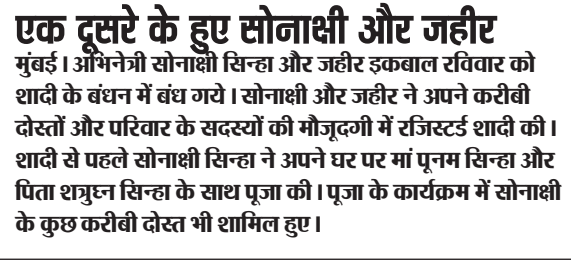 एक दूसरे के हुए सोनाक्षी और जहीर
मुंबई। अभिनेत्री सोनाक्षी सिन्हा और जहीर इकबाल रविवार को
शादी के बंधन में बंध गये। सोनाक्षी और जहीर ने अपने करीबी
दोस्तों और परिवार के सदस्यों की मौजूदगी में रजिस्टर्ड शादी की।
शादी से पहले सोनाक्षी सिन्हा ने अपने घर पर मां पूनम सिन्हा और
पिता शत्रुघ्न सिन्हा के साथ पूजा की। पूजा के कार्यक्रम में सोनाक्षी
के कुछ करीबी दोस्त भी शामिल हुए।